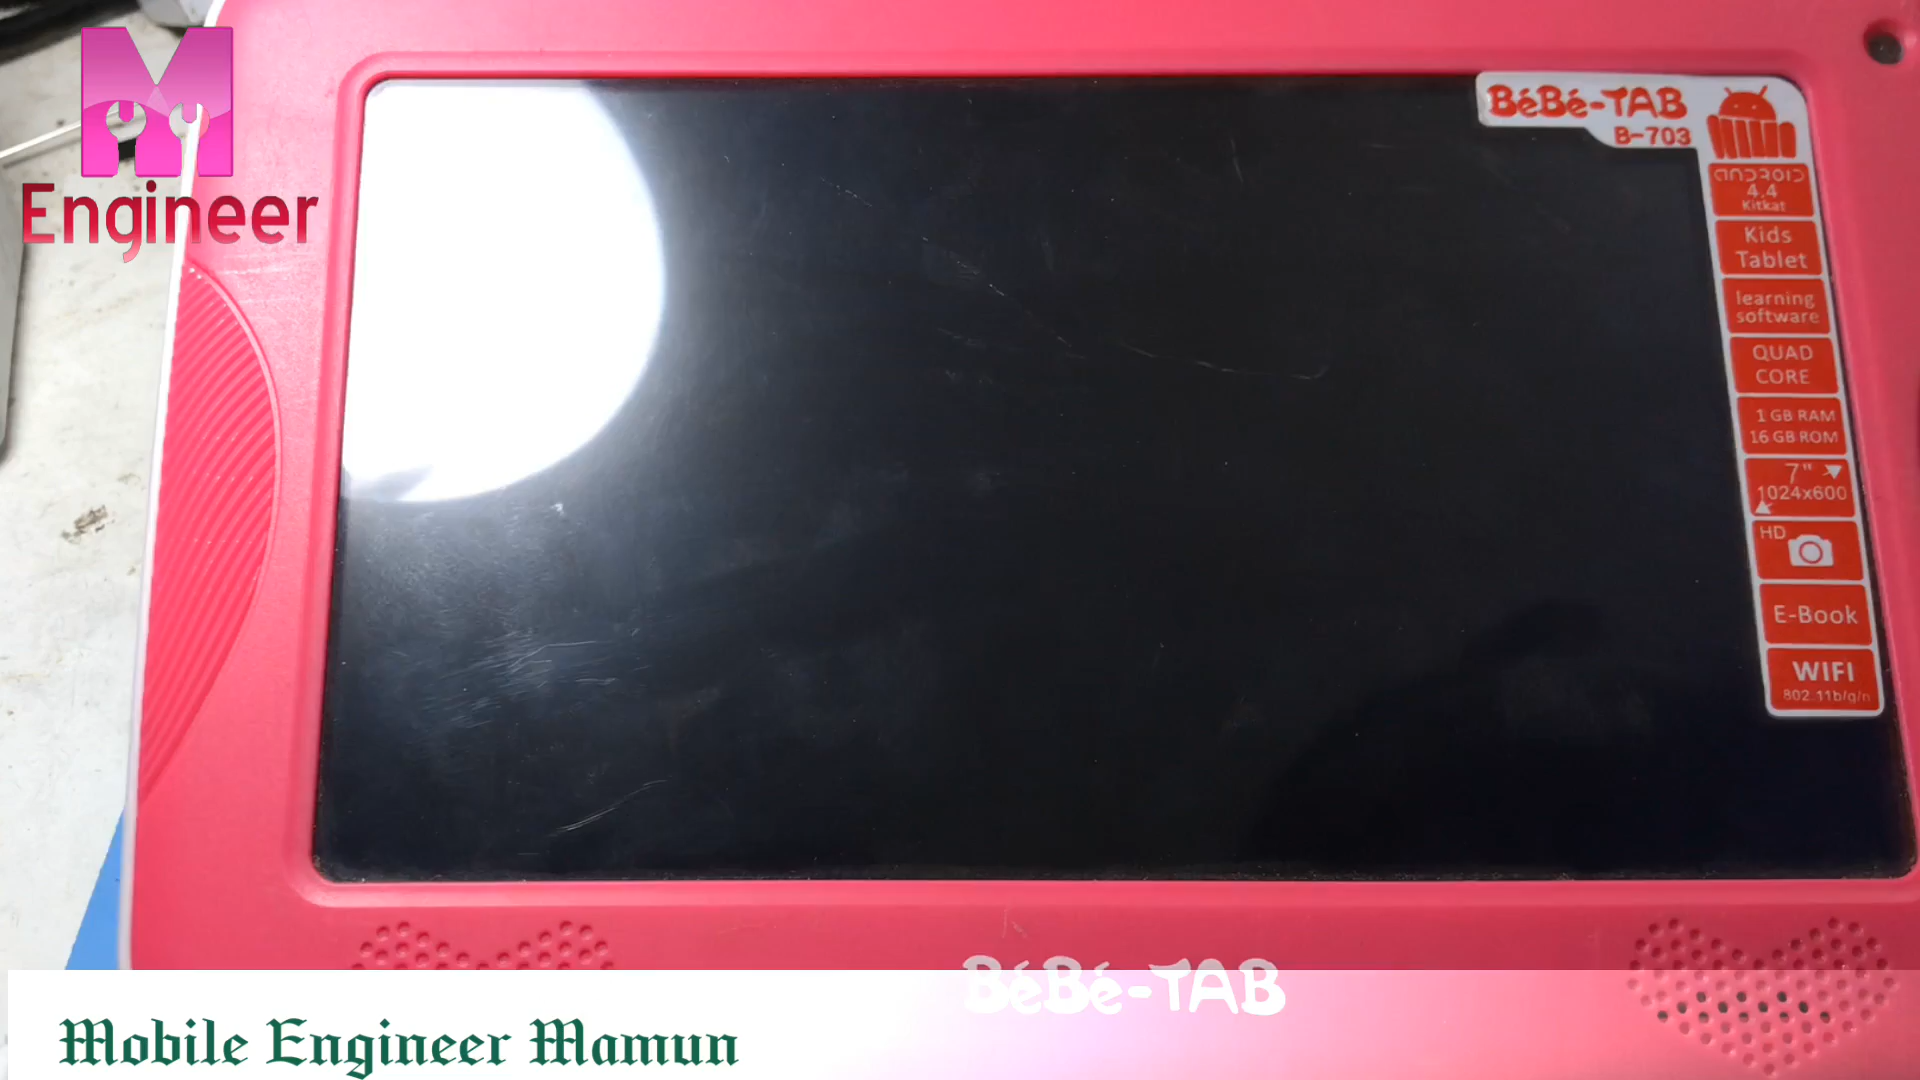 M
Engineer
BéBé-TAB
B-703
ANDROID
4.4
Kitkat
Kids
Tablet
learning
software
QUAD
CORE
1 GB RAM
16 GB ROM
7"
1024x600
HD
E-Book
WIFI
802.11b/g/n
BéBé-TAB
Mobile Engineer Mamun